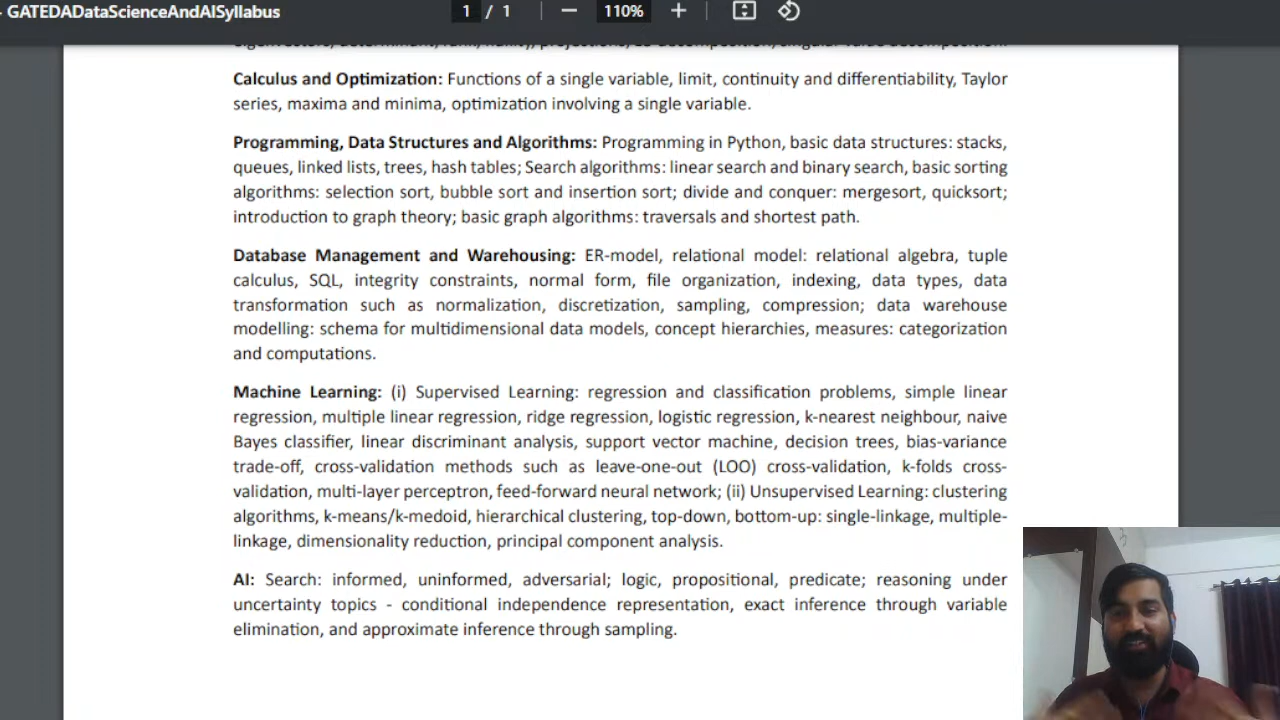 GATEDADataScienceAndAISyllabus
1 / 1
110%
Calculus and Optimization: Functions of a single variable, limit, continuity and differentiability, Taylor
series, maxima and minima, optimization involving a single variable.
Programming, Data Structures and Algorithms: Programming in Python, basic data structures: stacks,
queues, linked lists, trees, hash tables; Search algorithms: linear search and binary search, basic sorting
algorithms: selection sort, bubble sort and insertion sort; divide and conquer: mergesort, quicksort;
introduction to graph theory; basic graph algorithms: traversals and shortest path.
Database Management and Warehousing: ER-model, relational model: relational algebra, tuple
calculus, SQL, integrity constraints, normal form, file organization, indexing, data types, data
transformation such as normalization, discretization, sampling, compression; data warehouse
modelling: schema for multidimensional data models, concept hierarchies, measures: categorization
and computations.
Machine Learning: (i) Supervised Learning: regression and classification problems, simple linear
regression, multiple linear regression, ridge regression, logistic regression, k-nearest neighbour, naive
Bayes classifier, linear discriminant analysis, support vector machine, decision trees, bias-variance
trade-off, cross-validation methods such as leave-one-out (LOO) cross-validation, k-folds cross-
validation, multi-layer perceptron, feed-forward neural network; (ii) Unsupervised Learning: clustering
algorithms, k-means/k-medoid, hierarchical clustering, top-down, bottom-up: single-linkage, multiple-
linkage, dimensionality reduction, principal component analysis.
AI: Search: informed, uninformed, adversarial; logic, propositional, predicate; reasoning under
uncertainty topics - conditional independence representation, exact inference through variable
elimination, and approximate inference through sampling.